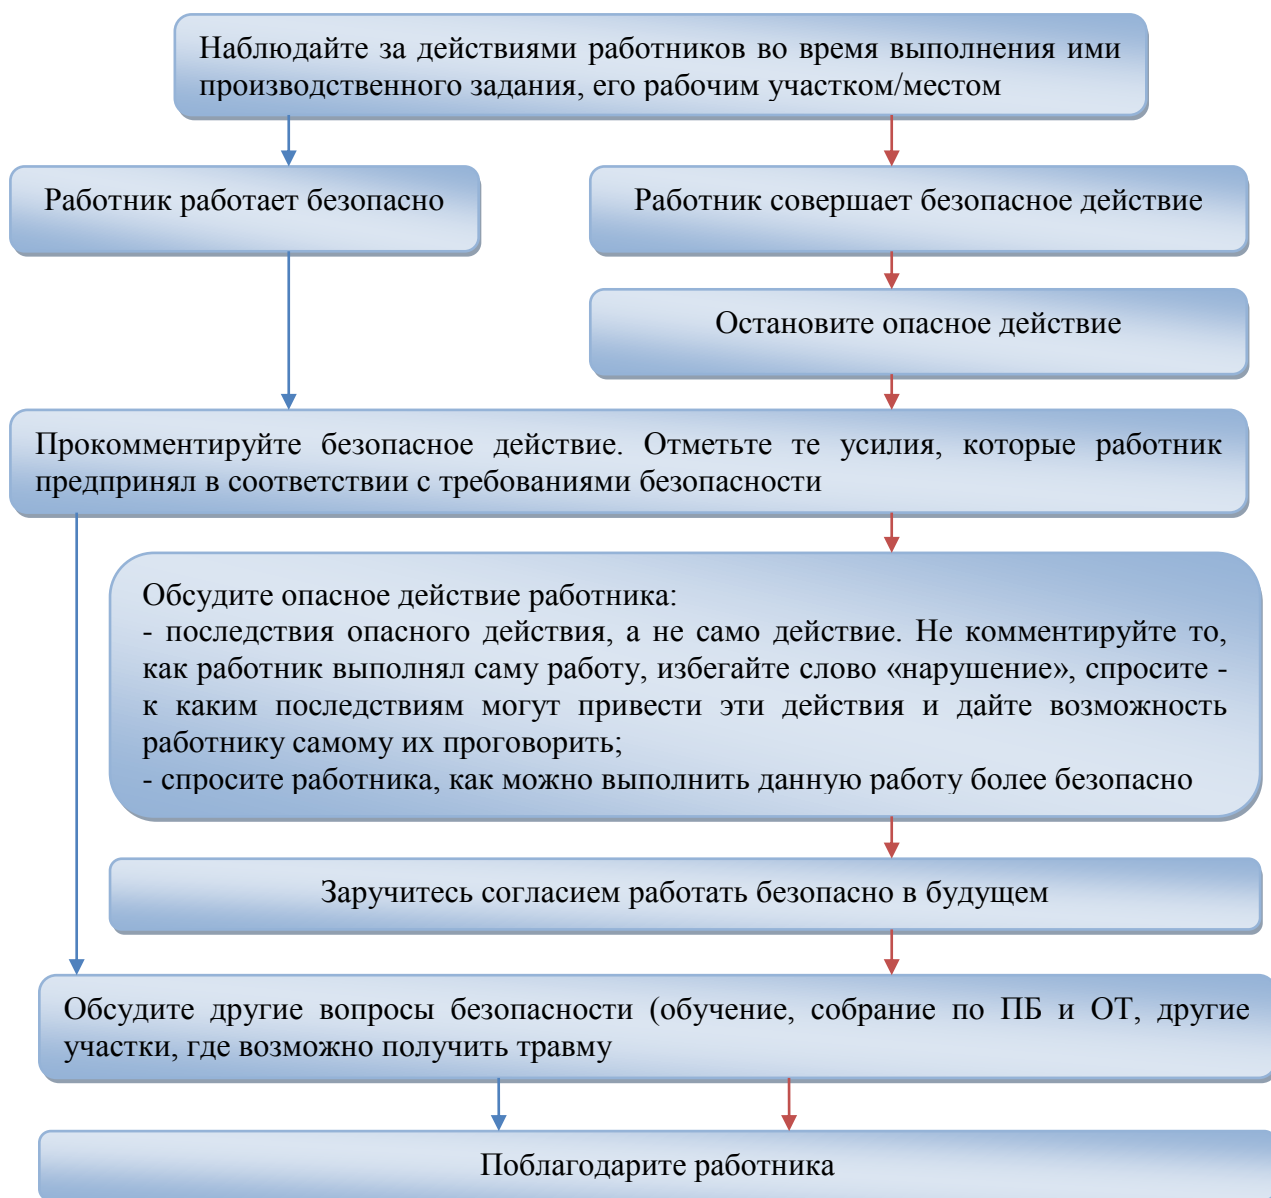 Наблюдайте за действиями работников во время выполнения ими
производственного задания, его рабочим участком/местом
Работник работает безопасно
Работник совершает безопасное действие
Остановите опасное действие
Прокомментируйте безопасное действие. Отметьте те усилия, которые работник
предпринял в соответствии с требованиями безопасности
Обсудите опасное действие работника:
- последствия опасного действия, а не само действие. Не комментируйте то,
как работник выполнял саму работу, избегайте слово «нарушение», спросите -
к каким последствиям могут привести эти действия и дайте возможность
работнику самому их проговорить;
- спросите работника, как можно выполнить данную работу более безопасно
Заручитесь согласием работать безопасно в будущем
Обсудите другие вопросы безопасности (обучение, собрание по ПБ и ОТ, другие
участки, где возможно получить травму
Поблагодарите работника